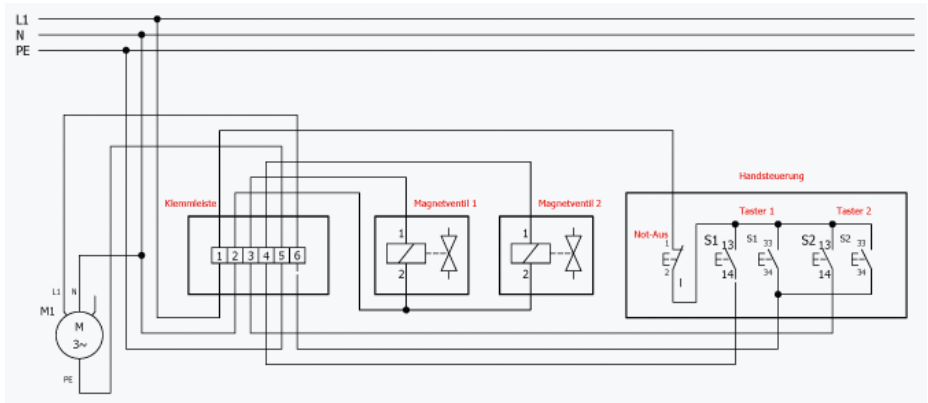 L1
N
PE
Handsteuerung
Klemmleiste
Magnetventil 1
Magnetventil 2
Taster 1
Taster 2
Not-Aus
1
1
1
S1 13
S1 33
S2 13
S2 33
1 2 3 4 5 6
2
2
2
14
34
14
34
L1
N
M1
M
3~
PE